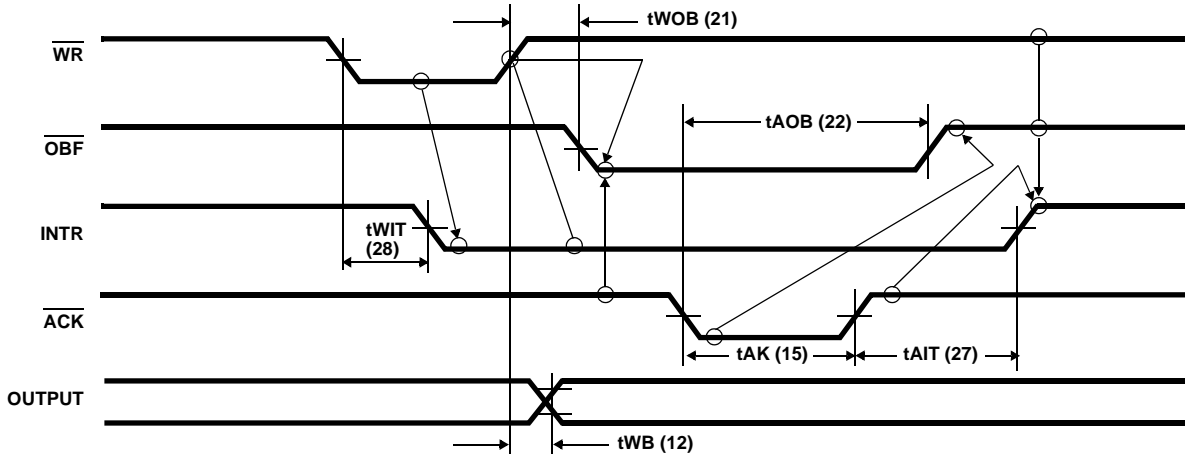 tWOB (21)
WR
tAOB (22)
OBF
INTR
tWIT
(28)
ACK
tAK (15)
tAIT (27)
OUTPUT
tWB (12)